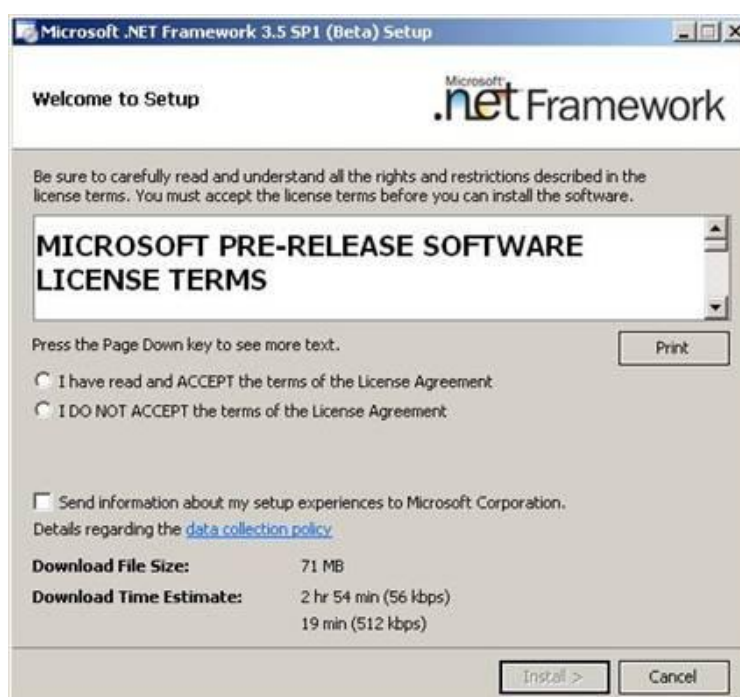 Microsoft .NET Framework 3.5 SP1 (Beta) Setup
Welcome to Setup
Microsoft
.net Framework
Be sure to carefully read and understand all the rights and restrictions described in the
license terms. You must accept the license terms before you can install the software.
MICROSOFT PRE-RELEASE SOFTWARE
LICENSE TERMS
Press the Page Down key to see more text.
Print
I have read and ACCEPT the terms of the License Agreement
I DO NOT ACCEPT the terms of the License Agreement
Send information about my setup experiences to Microsoft Corporation.
Details regarding the data collection policy
Download File Size: 71 MB
Download Time Estimate: 2 hr 54 min (56 kbps)
19 min (512 kbps)
Install > Cancel